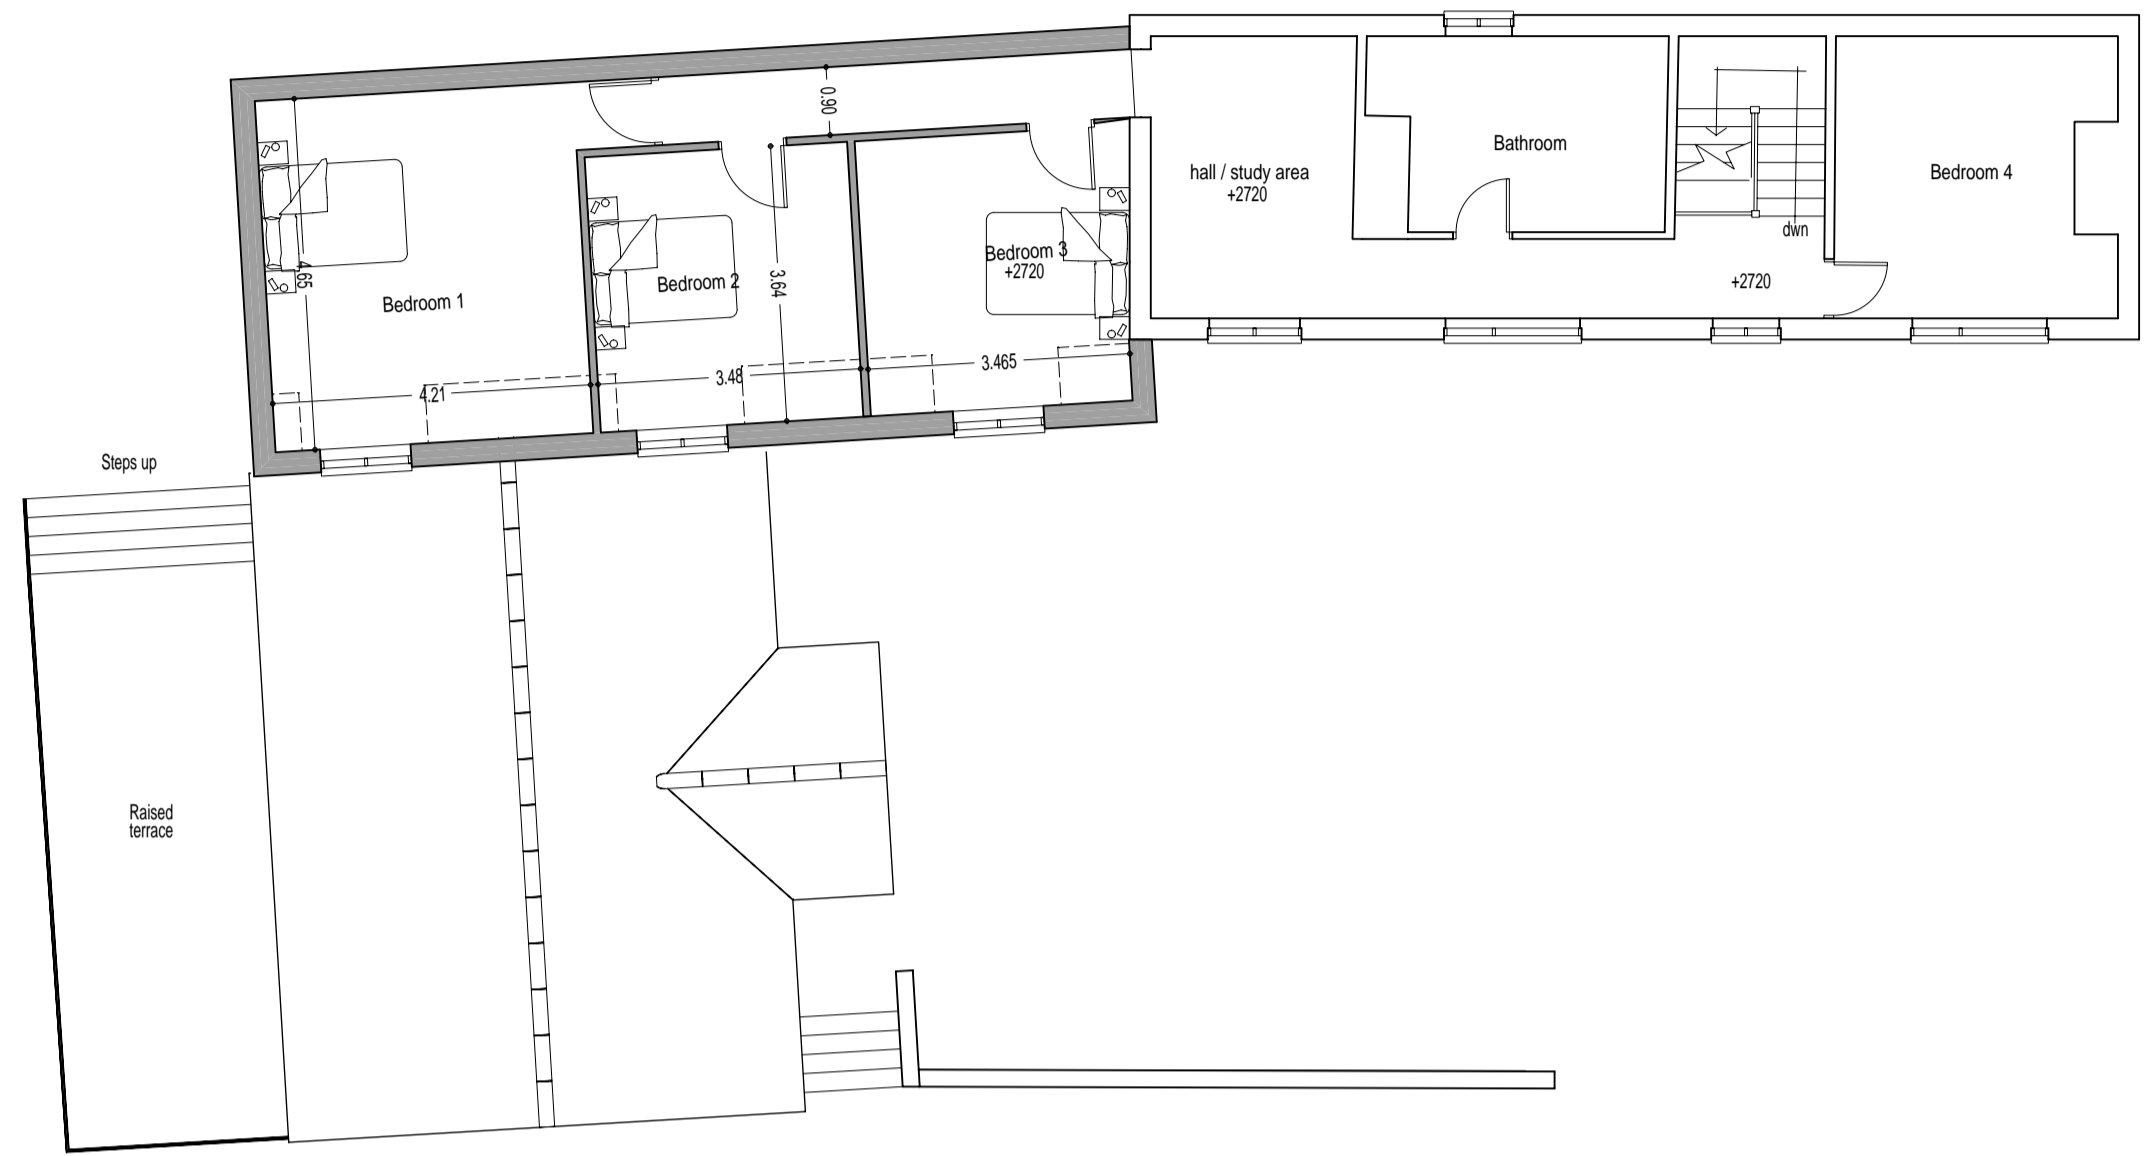 0.90
Bathroom
hall / study area
+2720
Bedroom 4
dwn
Bedroom 3
+2720
+2720
Bedroom 2
3.64
Bedroom 1
4.65
3.465
3.48
4.21
Steps up
Raised
terrace